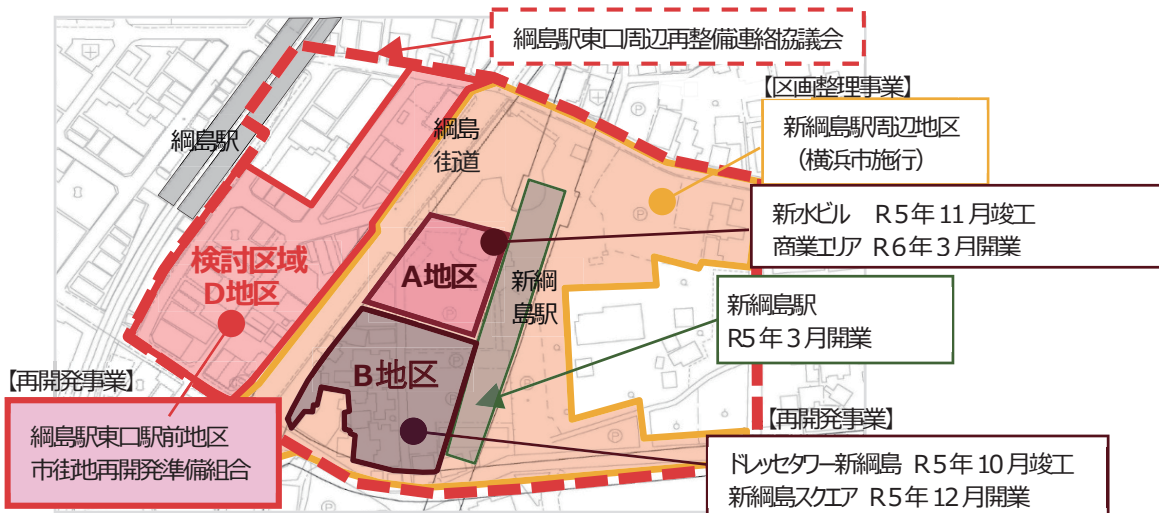 綱島駅東口周辺再整備連絡協議会
【区画整理事業】
新綱島駅周辺地区
(横浜市施行)
綱島駅
綱島
街道
新水ビル R5年11月竣工
商業エリア R6年3月開業
検討区域
D地区
A地区
新綱
島駅
新綱島駅
R5年3月開業
B地区
【再開発事業】
綱島駅東口駅前地区
市街地再開発準備組合
【再開発事業】
ドレッセタワー新綱島 R5年10月竣工
新綱島スクエア R5年12月開業